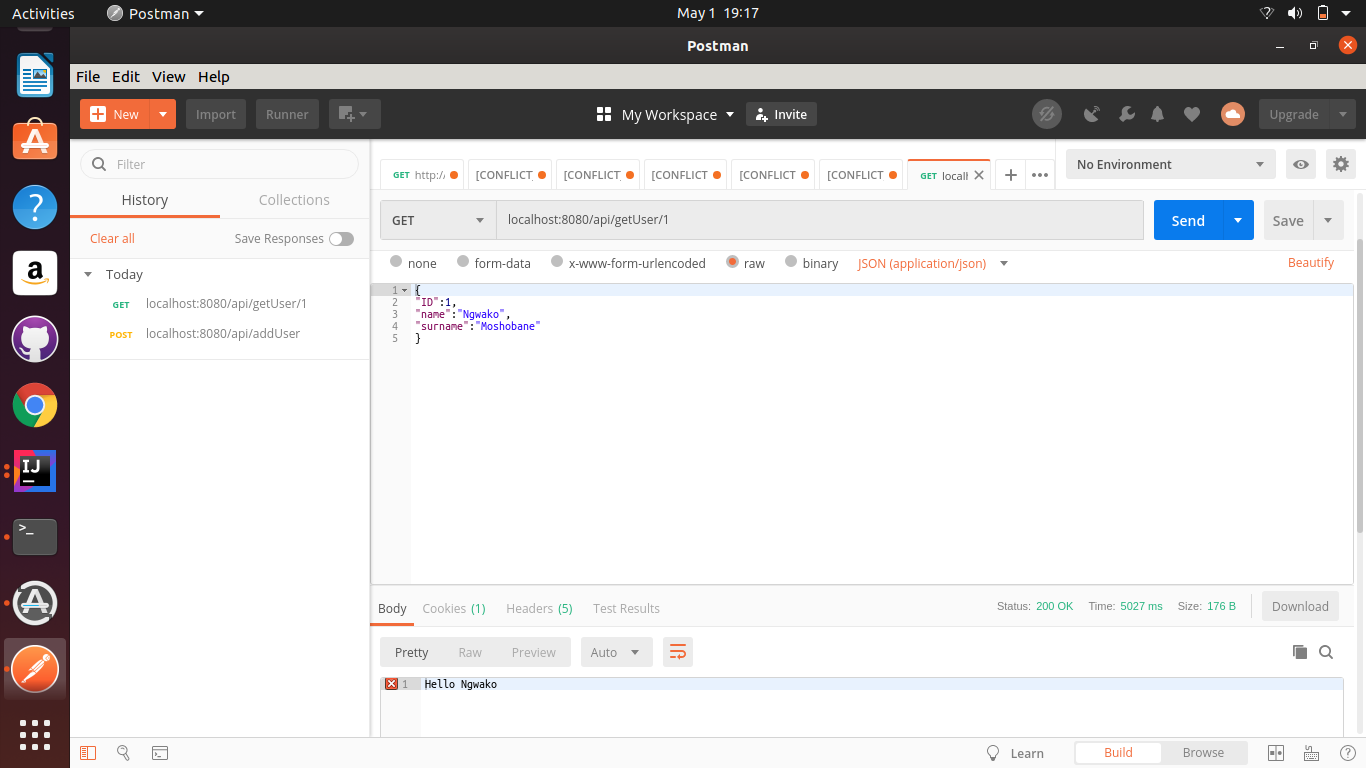 Activities Postman May 1 19:17
Postman
File Edit View Help
New Import Runner My Workspace Invite Upgrade
Filter
History Collections
Clear all Save Responses
Today
GET localhost:8080/api/getUser/1
POST localhost:8080/api/addUser
GET http:/ [CONFLICT] [CONFLICT] [CONFLICT [CONFLICT [CONFLICT GET local
No Environment
GET localhost:8080/api/getUser/1 Send Save
none form-data x-www-form-urlencoded raw binary JSON (application/json) Beautify
1 {
2 "ID":1,
3 "name":"Ngwako",
4 "surname":"Moshobane"
5 }
Body Cookies (1) Headers (5) Test Results Status: 200 OK Time: 5027 ms Size: 176 B Download
Pretty Raw Preview Auto
1 Hello Ngwako
Learn Build Browse